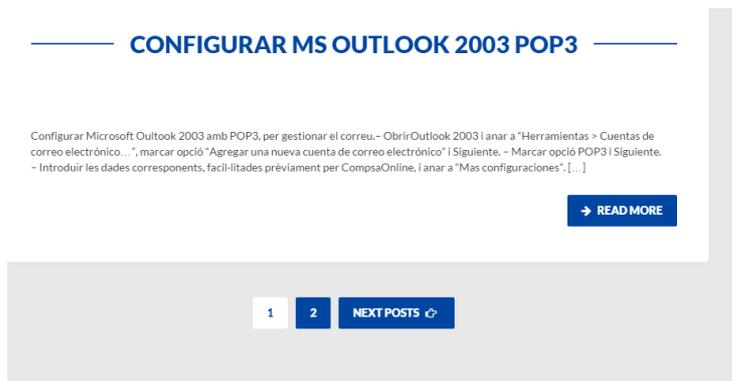 CONFIGURAR MS OUTLOOK 2003 POP3
Configurar Microsoft Oultook 2003 amb POP3, per gestionar el correu.– ObrirOutlook 2003 i anar a “Herramientas > Cuentas de
correo electrónico…“, marcar opció “Agregar una nueva cuenta de correo electrónico” i Siguiente. – Marcar opció POP3 i Siguiente.
– Introduïr les dades corresponents, facil·litades prèviament per CompsaOnline, i anar a “Mas configuraciones”. […]
READ MORE
1 2 NEXT POSTS